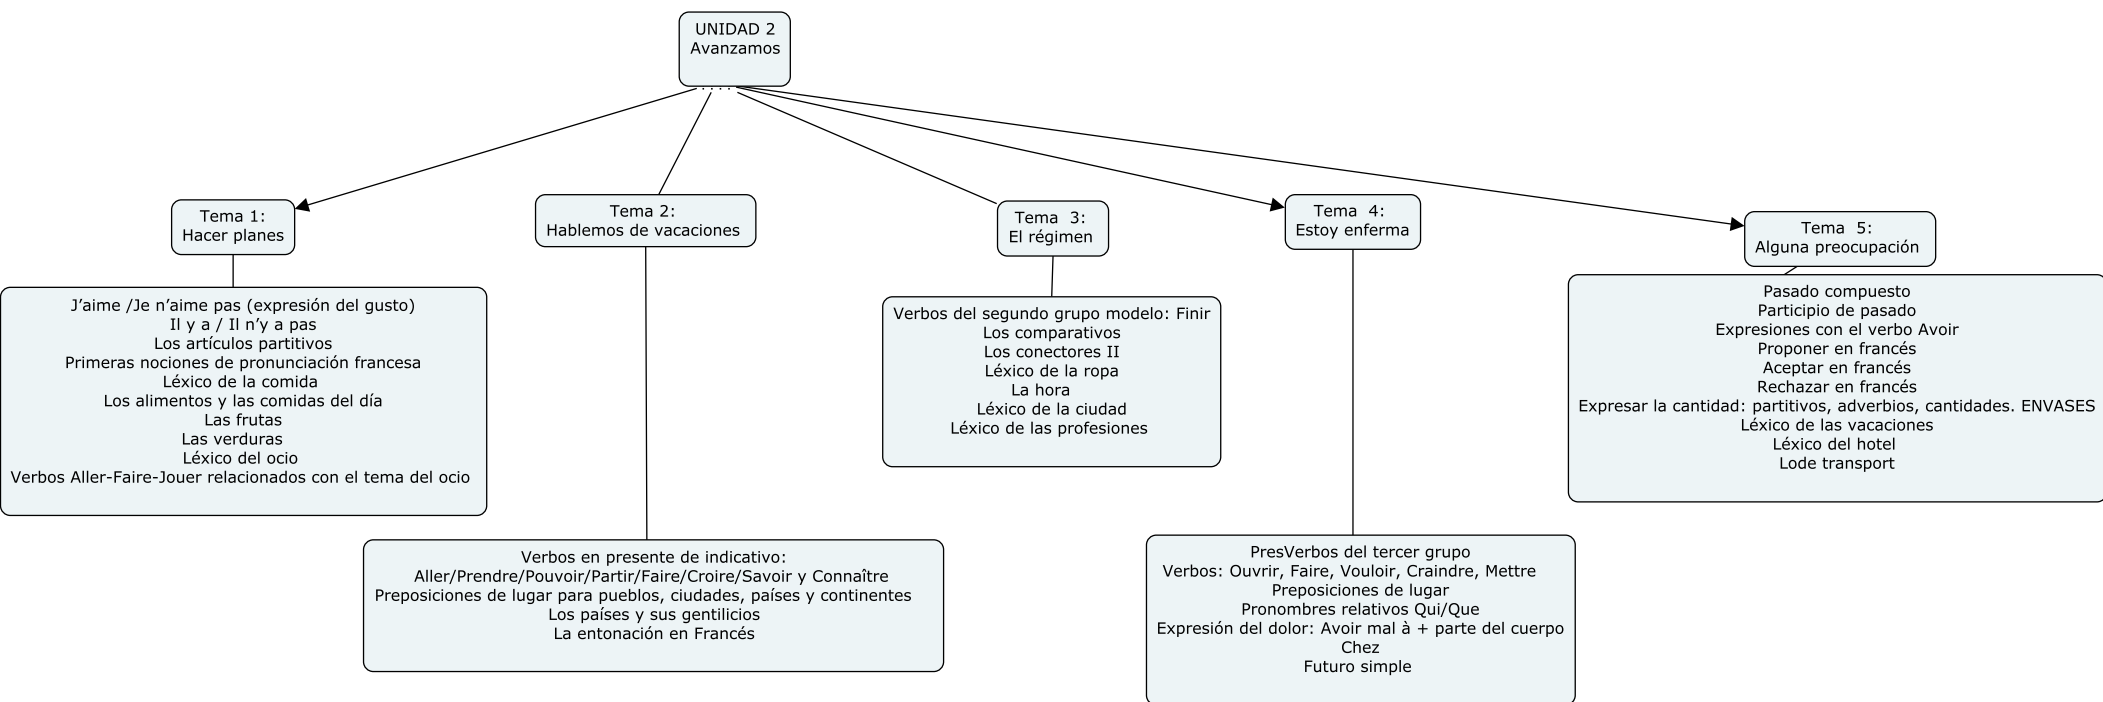 UNIDAD 2
Avanzamos
Tema 1:
Hacer planes
J’aime /Je n’aime pas (expresión del gusto)
Il y a / Il n’y a pas
Los artículos partitivos
Primeras nociones de pronunciación francesa
Léxico de la comida
Los alimentos y las comidas del día
Las frutas
Las verduras
Léxico del ocio
Verbos Aller-Faire-Jouer relacionados con el tema del ocio
Tema 2:
Hablemos de vacaciones
Verbos en presente de indicativo:
Aller/Prendre/Pouvoir/Partir/Faire/Croire/Savoir y Connaître
Preposiciones de lugar para pueblos, ciudades, países y continentes
Los países y sus gentilicios
La entonación en Francés
Tema 3:
El régimen
Verbos del segundo grupo modelo: Finir
Los comparativos
Los conectores II
Léxico de la ropa
La hora
Léxico de la ciudad
Léxico de las profesiones
Tema 4:
Estoy enferma
PresVerbos del tercer grupo
Verbos: Ouvrir, Faire, Vouloir, Craindre, Mettre
Preposiciones de lugar
Pronombres relativos Qui/Que
Expresión del dolor: Avoir mal à + parte del cuerpo
Chez
Futuro simple
Tema 5:
Alguna preocupación
Pasado compuesto
Participio de pasado
Expresiones con el verbo Avoir
Proponer en francés
Aceptar en francés
Rechazar en francés
Expresar la cantidad: partitivos, adverbios, cantidades. ENVASES
Léxico de las vacaciones
Léxico del hotel
Lode transport